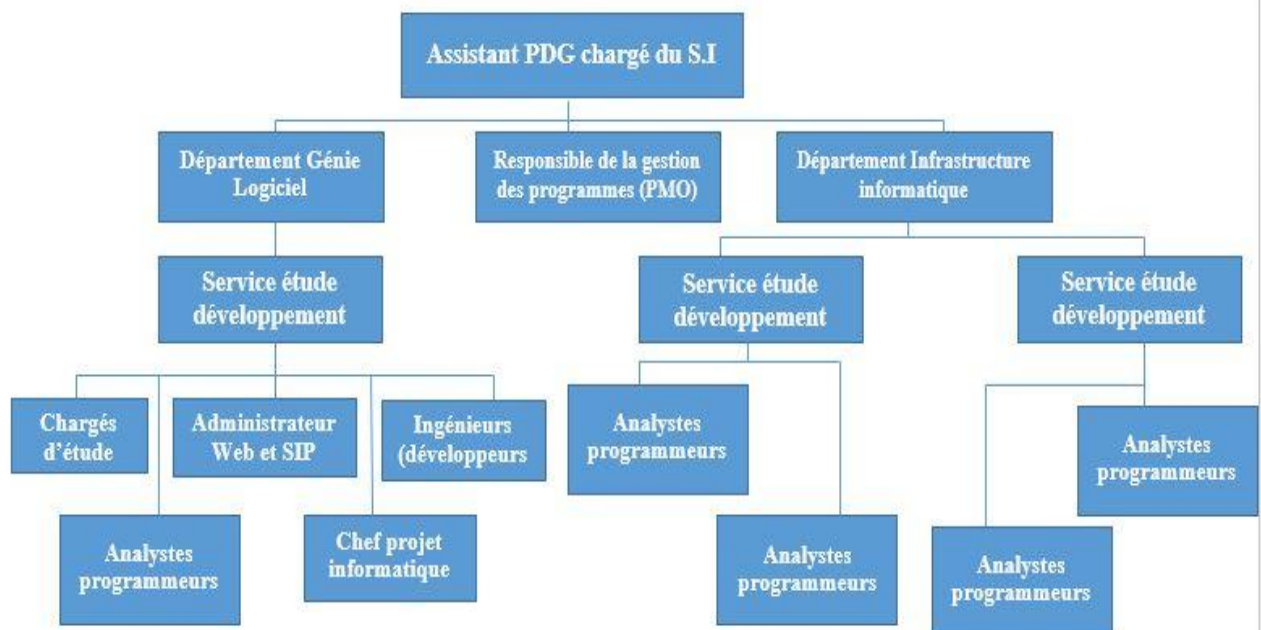 Assistant PDG chargé du S.I
Département Génie
Logiciel
Responsible de la gestion
des programmes (PMO)
Département Infrastructure
informatique
Service étude
développement
Service étude
développement
Service étude
développement
Chargés
d'étude
Administrateur
Web et SIP
Ingénieurs
(développeurs
Analystes
programmeurs
Analystes
programmeurs
Analystes
programmeurs
Chef projet
informatique
Analystes
programmeurs
Analystes
programmeurs